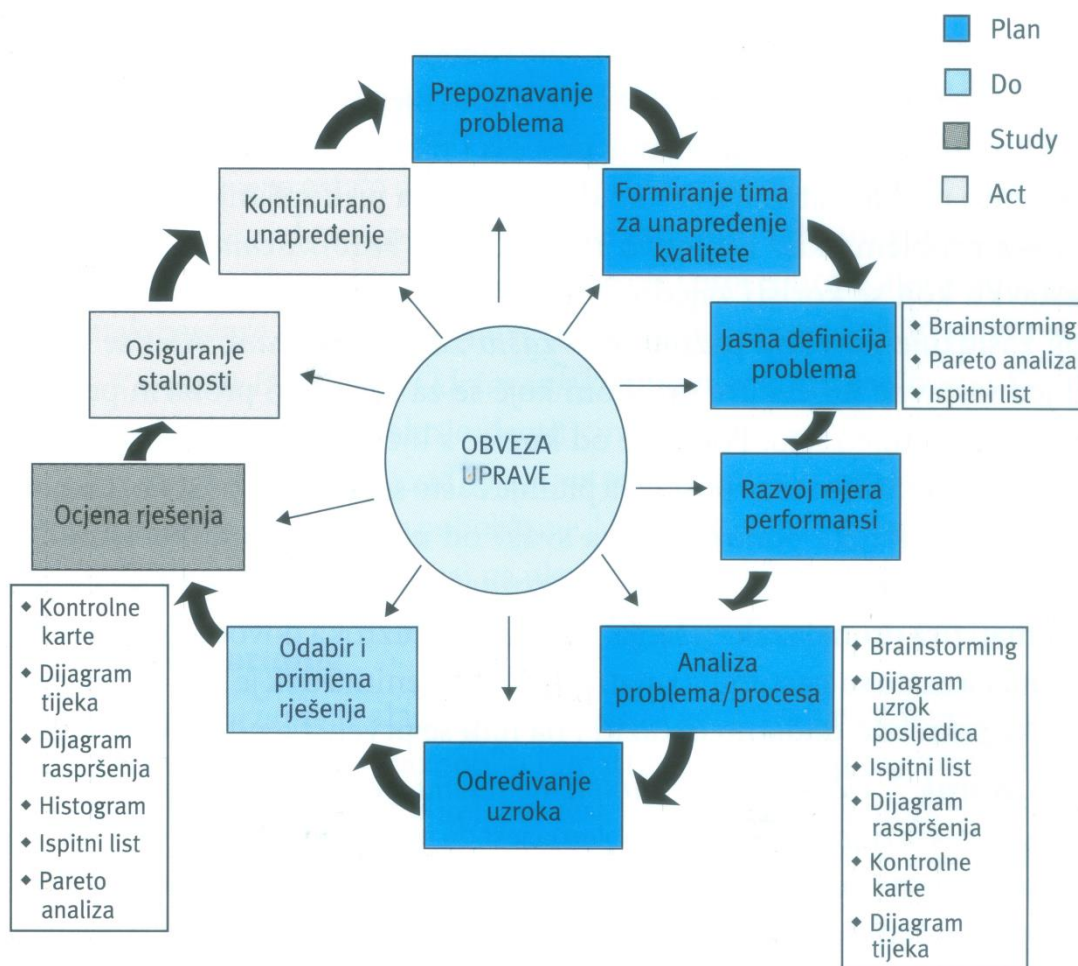 Plan
Do
Study
Act
Prepoznavanje
problema
Formiranje tima
za unapređenje
kvalitete
Jasna definicija
problema
◆ Brainstorming
◆ Pareto analiza
◆ Ispitni list
Razvoj mjera
performansi
Analiza
problema/procesa
◆ Brainstorming
◆ Dijagram
uzrok
posljedica
◆ Ispitni list
◆ Dijagram
raspršenja
◆ Kontrolne
karte
◆ Dijagram
tijeka
Određivanje
uzroka
Odabir i
primjena
rješenja
Ocjena rješenja
◆ Kontrolne
karte
◆ Dijagram
tijeka
◆ Dijagram
raspršenja
◆ Histogram
◆ Ispitni list
◆ Pareto
analiza
Osiguranje
stalnosti
Kontinuirano
unapređenje
OBVEZA
UPRAVE